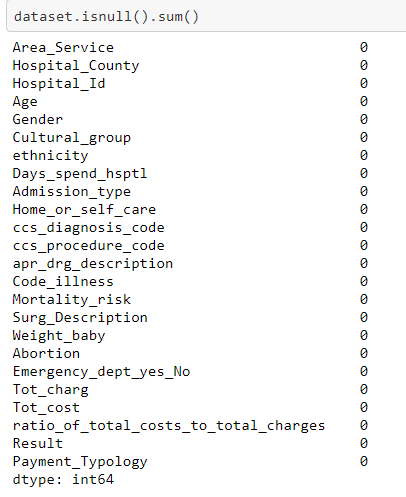 dataset.isnull().sum()
Area_Service 0
Hospital_County 0
Hospital_Id 0
Age 0
Gender 0
Cultural_group 0
ethnicity 0
Days_spend_hsptl 0
Admission_type 0
Home_or_self_care 0
ccs_diagnosis_code 0
ccs_procedure_code 0
apr_drg_description 0
Code_illness 0
Mortality_risk 0
Surg_Description 0
Weight_baby 0
Abortion 0
Emergency_dept_yes_No 0
Tot_charg 0
Tot_cost 0
ratio_of_total_costs_to_total_charges 0
Result 0
Payment_Typology 0
dtype: int64